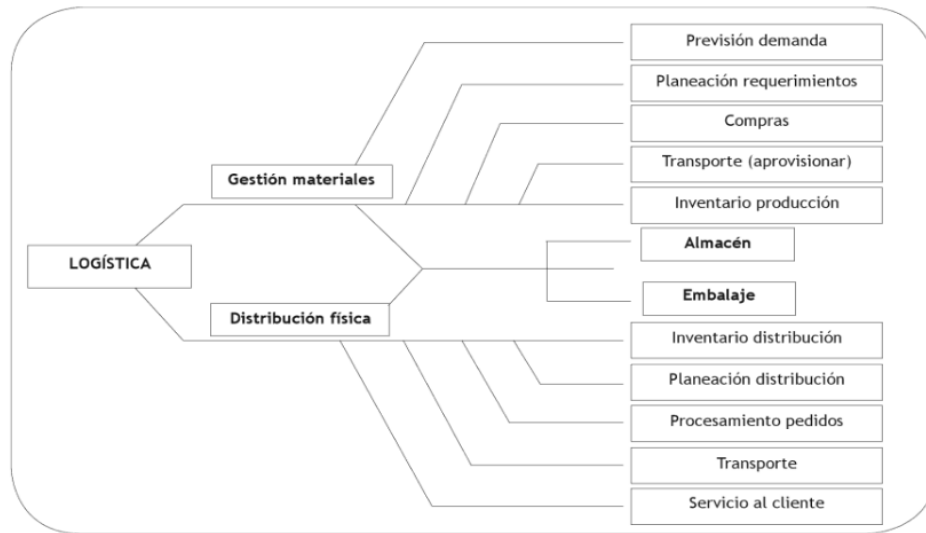 Previsión demanda
Planeación requerimientos
Compras
Transporte (aprovisionar)
Gestión materiales
Inventario producción
Almacén
LOGÍSTICA
Embalaje
Distribución física
Inventario distribución
Planeación distribución
Procesamiento pedidos
Transporte
Servicio al cliente